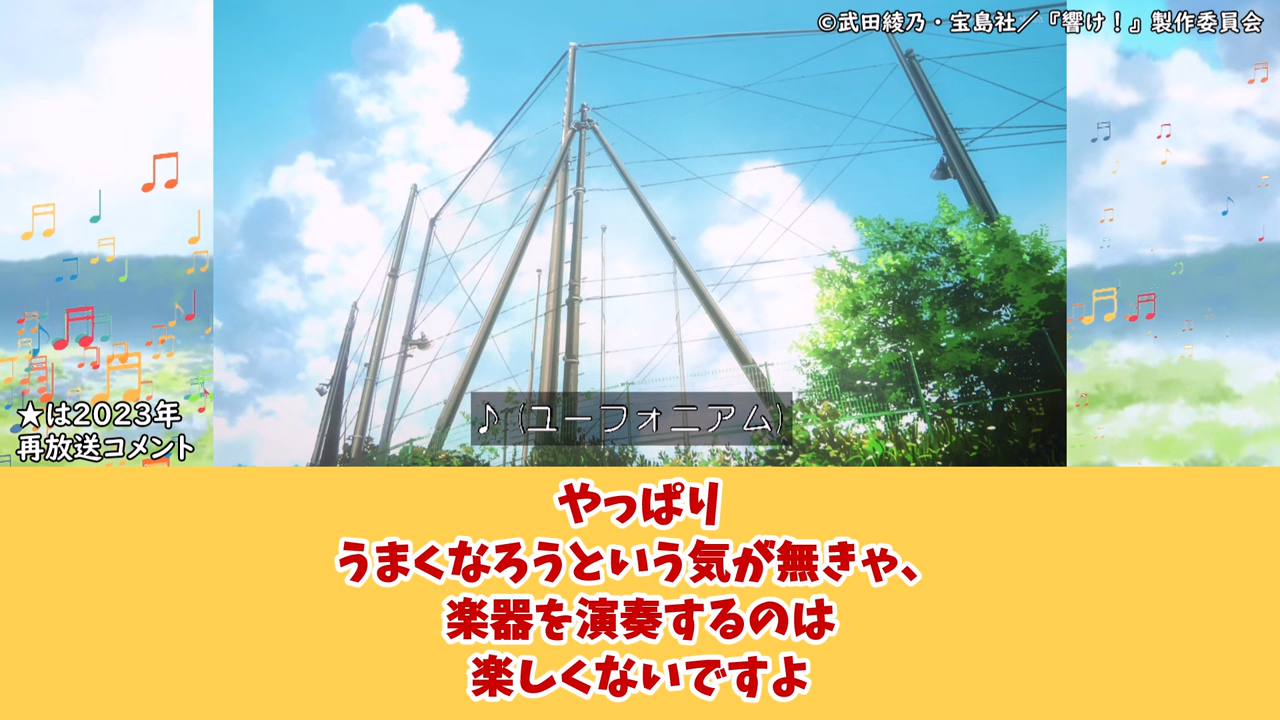 ©武田綾乃・宝島社／『響け！』製作委員会
★は2023年
再放送コメント
♪（ユーフォニアム）
やっぱり
うまくなろうという気が無きゃ、
楽器を演奏するのは
楽しくないですよ